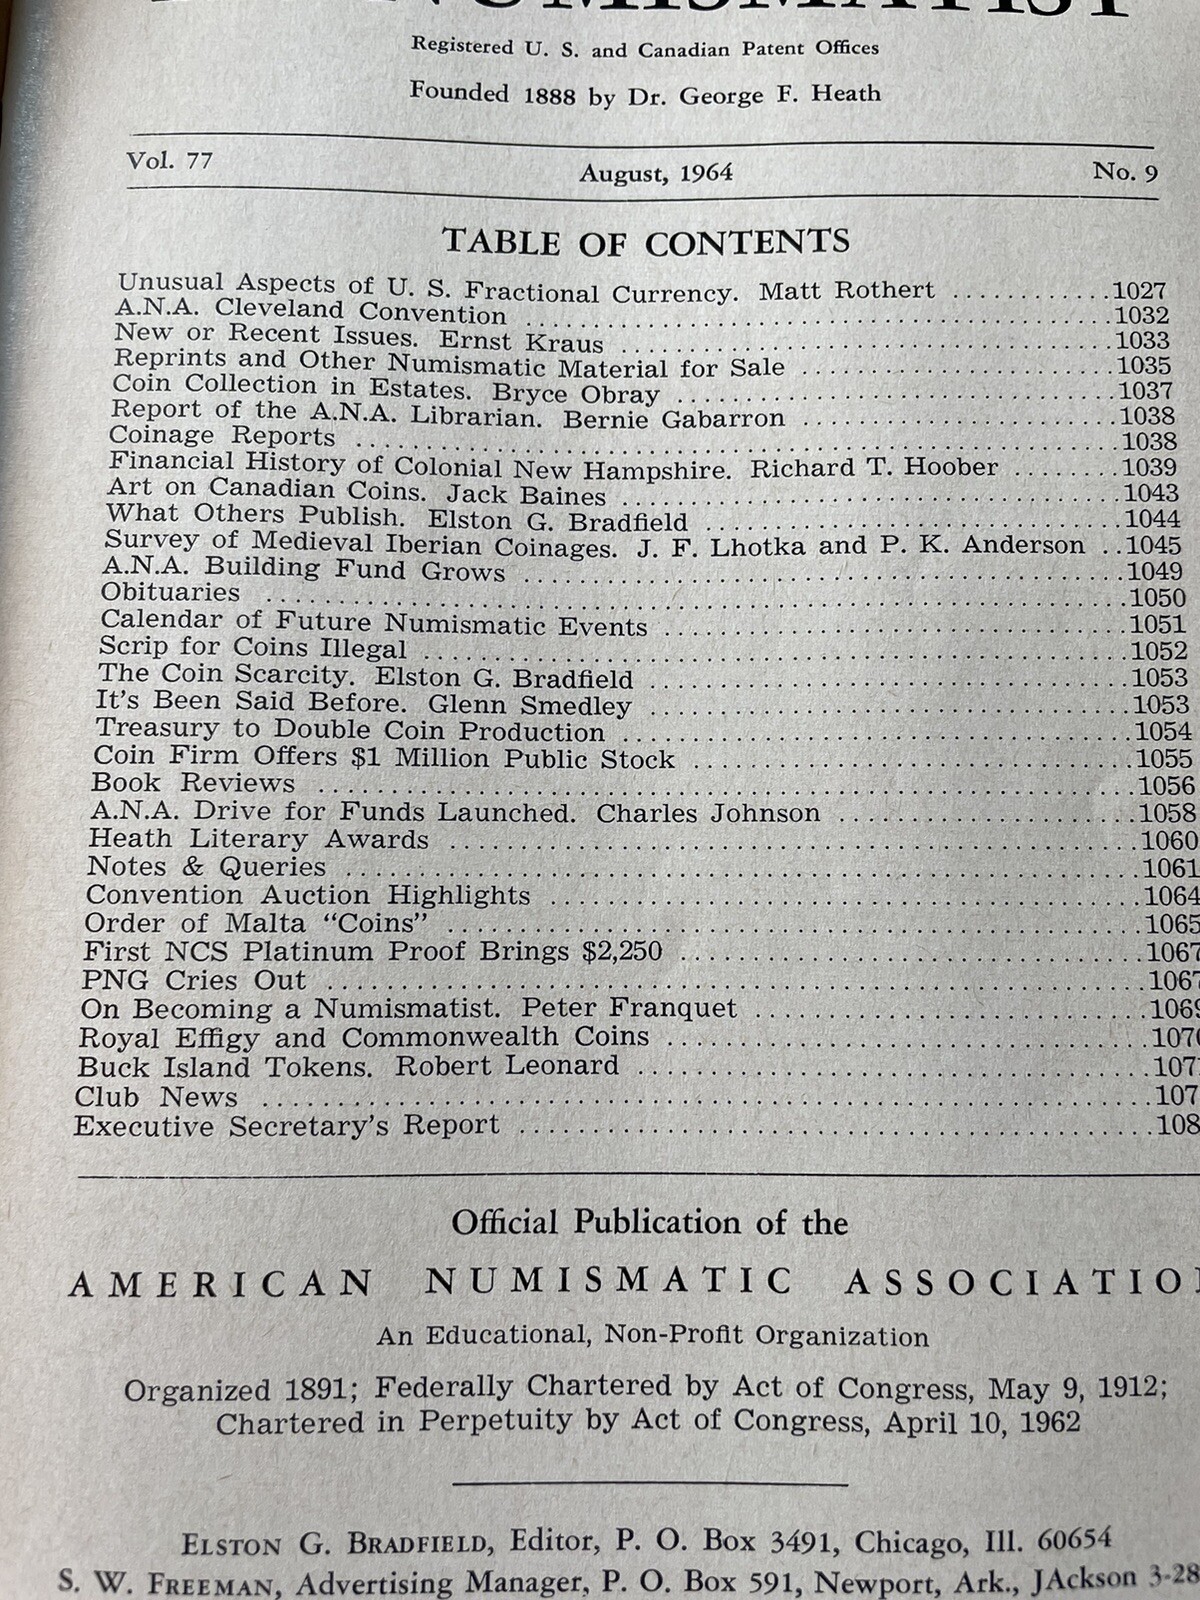 NUMISMATIST
Registered U. S. and Canadian Patent Offices
Founded 1888 by Dr. George F. Heath
Vol. 77 August, 1964 No. 9
TABLE OF CONTENTS
Unusual Aspects of U. S. Fractional Currency. Matt Rothert ............1027
A.N.A. Cleveland Convention ............1032
New or Recent Issues. Ernst Kraus ............1033
Reprints and Other Numismatic Material for Sale ............1035
Coin Collection in Estates. Bryce Obray ............1037
Report of the A.N.A. Librarian. Bernie Gabarron ............1038
Coinage Reports ............1038
Financial History of Colonial New Hampshire. Richard T. Hoober ........1039
Art on Canadian Coins. Jack Baines ............1043
What Others Publish. Elston G. Bradfield ............1044
Survey of Medieval Iberian Coinages. J. F. Lhotka and P. K. Anderson ..1045
A.N.A. Building Fund Grows ............1049
Obituaries ............1050
Calendar of Future Numismatic Events ............1051
Scrip for Coins Illegal ............1052
The Coin Scarcity. Elston G. Bradfield ............1053
It's Been Said Before. Glenn Smedley ............1053
Treasury to Double Coin Production ............1054
Coin Firm Offers $1 Million Public Stock ............1055
Book Reviews ............1056
A.N.A. Drive for Funds Launched. Charles Johnson ............1058
Heath Literary Awards ............1060
Notes & Queries ............1061
Convention Auction Highlights ............1064
Order of Malta “Coins” ............1065
First NCS Platinum Proof Brings $2,250 ............1067
PNG Cries Out ............1067
On Becoming a Numismatist. Peter Franquet ............106
Royal Effigy and Commonwealth Coins ............107
Buck Island Tokens. Robert Leonard ............107
Club News ............107
Executive Secretary's Report ............108
Official Publication of the
AMERICAN NUMISMATIC ASSOCIATIO
An Educational, Non-Profit Organization
Organized 1891; Federally Chartered by Act of Congress, May 9, 1912;
Chartered in Perpetuity by Act of Congress, April 10, 1962
ELSTON G. BRADFIELD, Editor, P. O. Box 3491, Chicago, Ill. 60654
S. W. FREEMAN, Advertising Manager, P. O. Box 591, Newport, Ark., JAckson 3-28